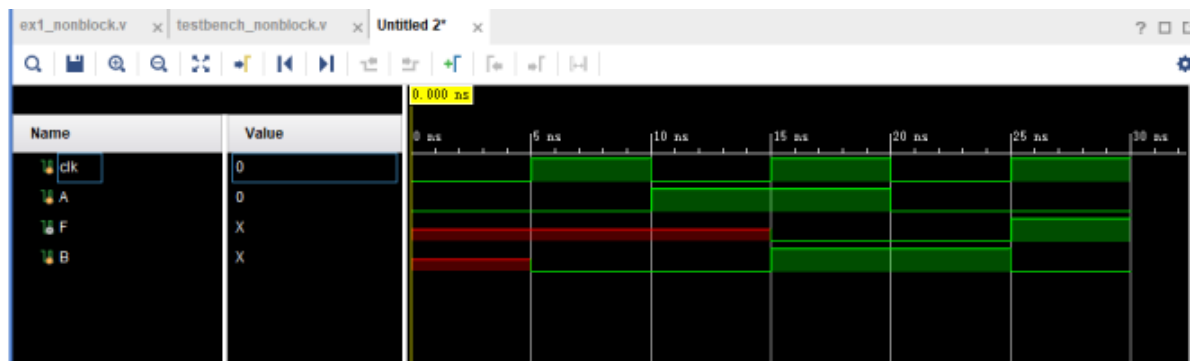 ex1_nonblock.v × testbench_nonblock.v × Untitled 2* ×
0.000 ns
Name Value 0 ns 5 ns 10 ns 15 ns 20 ns 25 ns 30 ns
clk 0
A 0
F X
B X